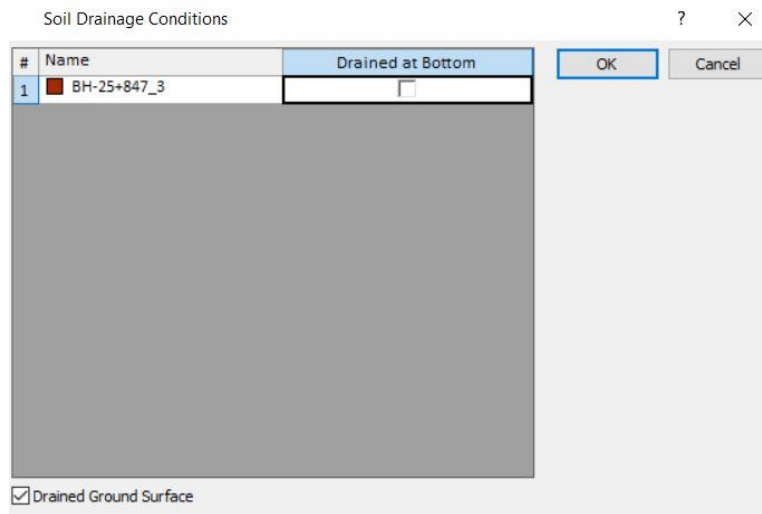 Soil Drainage Conditions ? ×
# Name Drained at Bottom OK Cancel
1 BH-25+847_3
Drained Ground Surface